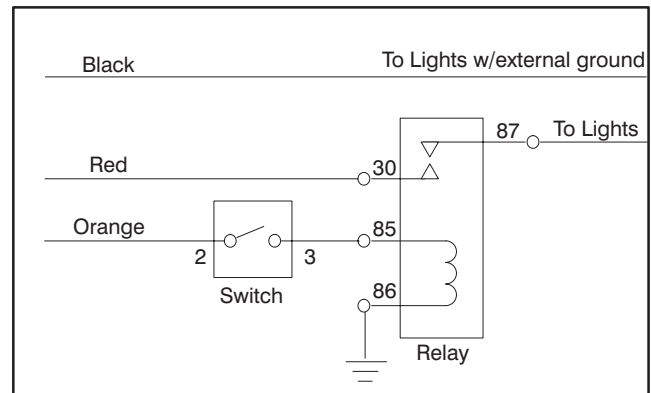 Black
To Lights w/external ground
87
To Lights
Red
30
Orange
85
2
3
Switch
86
Relay